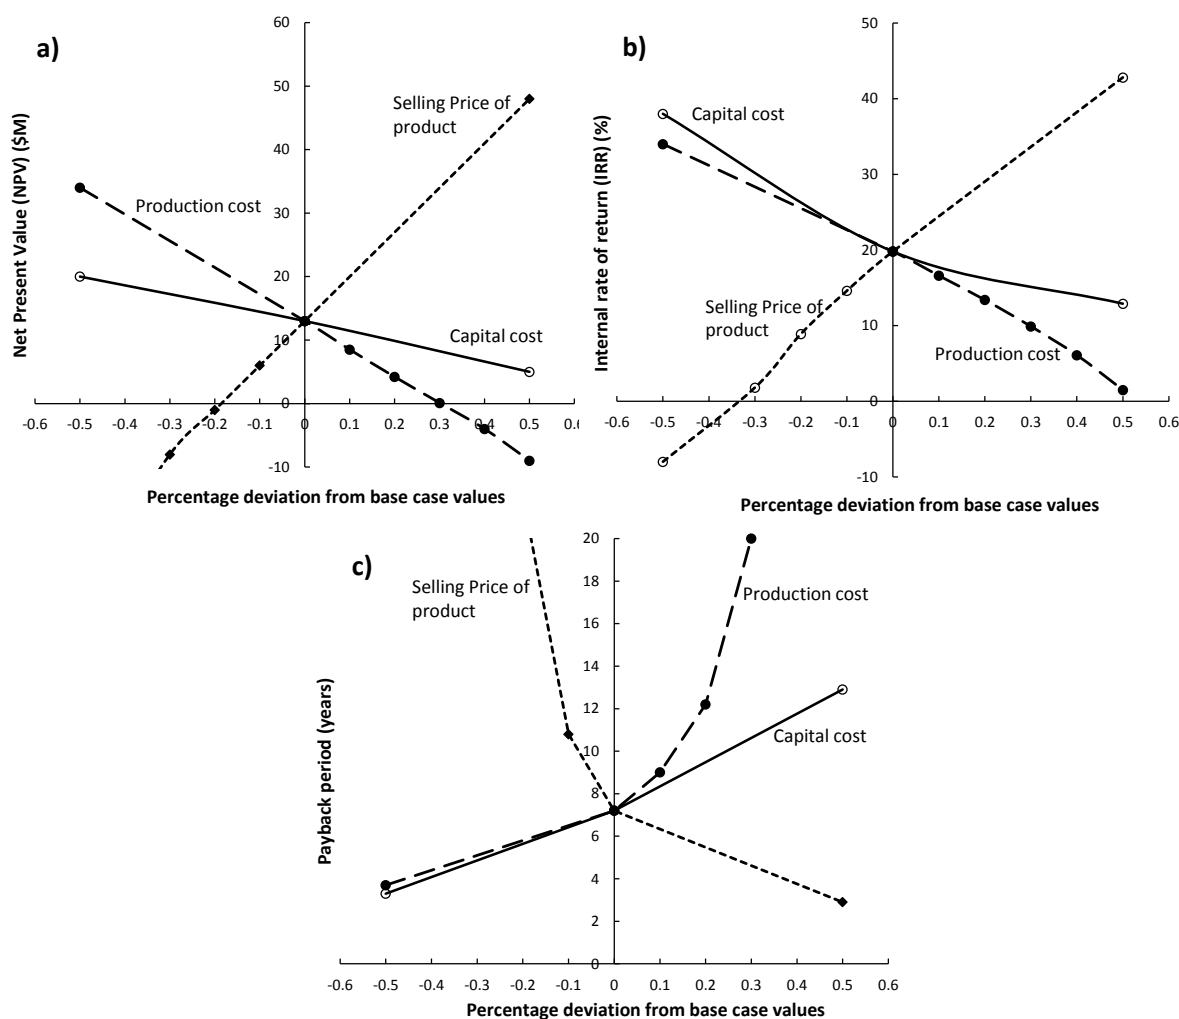 a)
Net Present Value (NPV) ($M)
60
50
40
30
20
10
0
-10
-0.6 -0.5 -0.4 -0.3 -0.2 -0.1 0 0.1 0.2 0.3 0.4 0.5
Selling Price of
product
Production cost
Capital cost
Percentage deviation from base case values
b)
Internal rate of return (IRR) (%)
50
40
30
20
10
0
-10
-0.6 -0.5 -0.4 -0.3 -0.2 -0.1 0 0.1 0.2 0.3 0.4 0.5 0.6
Capital cost
Selling Price of
product
Production cost
Percentage deviation from base case values
c)
Payback period (years)
20
18
16
14
12
10
8
6
4
2
0
-0.6 -0.5 -0.4 -0.3 -0.2 -0.1 0 0.1 0.2 0.3 0.4 0.5 0.6
Selling Price of
product
Production cost
Capital cost
Percentage deviation from base case values